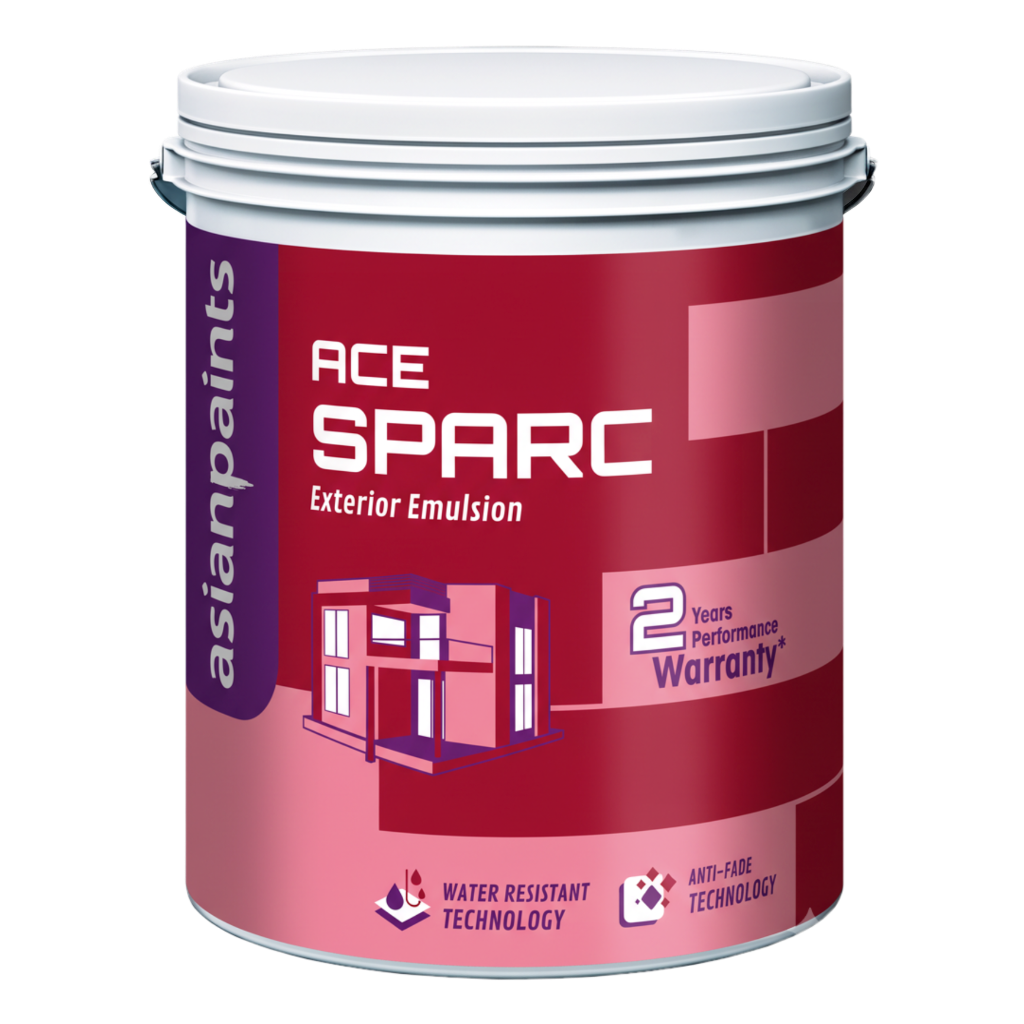 asianpaints
ACE
SPARC
Exterior Emulsion
2 Years
Performance
Warranty*
WATER RESISTANT
TECHNOLOGY
ANTI-FADE
TECHNOLOGY